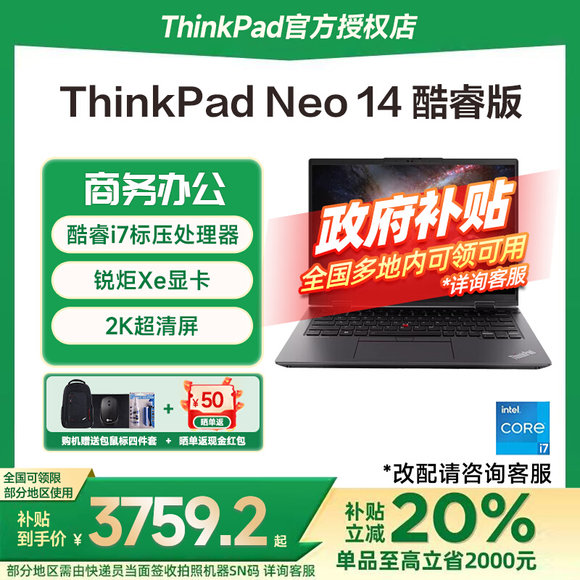 ThinkPad官方授权店
ThinkPad Neo 14 酷睿版
商务办公
酷睿i7标压处理器
锐炬Xe显卡
2K超清屏
政府补贴
全国多地内可领可用
*详询客服
ThinkPad
¥50
晒单返
购机赠送包鼠标四件套 + 晒单返现金红包
intel
CORE
i7
*改配请咨询客服
全国可领限
部分地区使用
补贴
到手价 ¥3759.2起
补贴
立减 20%
单品至高立省2000元
部分地区需由快递员当面签收拍照机器SN码 详询客服